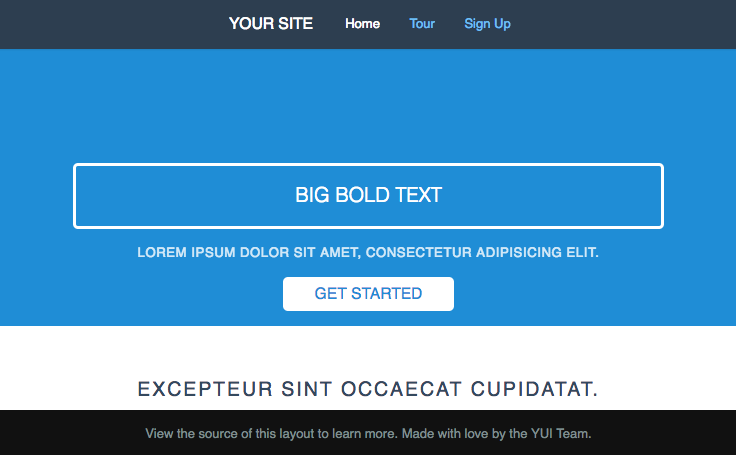 YOUR SITE Home Tour Sign Up
BIG BOLD TEXT
LOREM IPSUM DOLOR SIT AMET, CONSECTETUR ADIPISICING ELIT.
GET STARTED
EXCEPTEUR SINT OCCAECAT CUPIDATAT.
View the source of this layout to learn more. Made with love by the YUI Team.